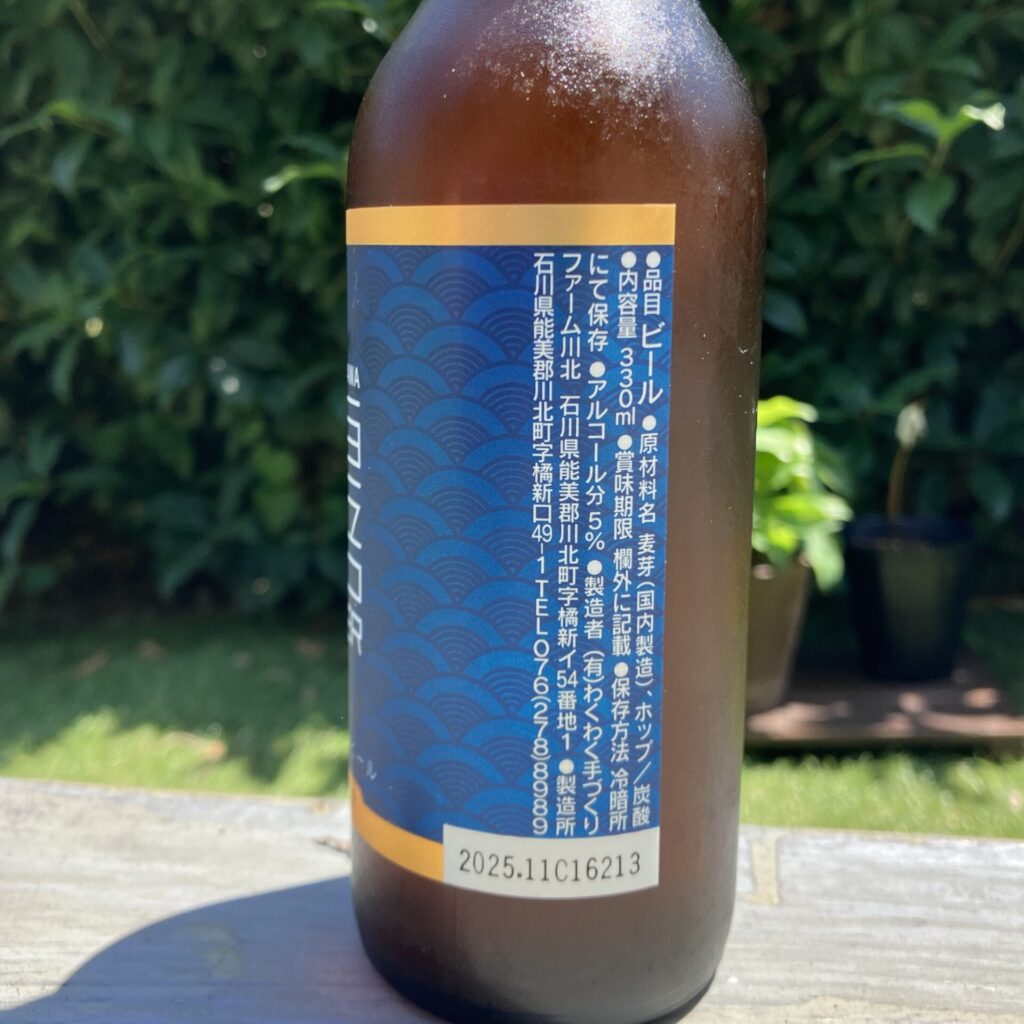 ●品目 ビール ●原材料名 麦芽(国内製造)、ホップ/炭酸
●内容量 330ml ●賞味期限 欄外に記載 ●保存方法 冷暗所
にて保存 ●アルコール分5% ●製造者 (有)わくわく手づくり
ファーム川北 石川県能美郡川北町字橘新イ54番地1 ●製造所
石川県能美郡川北町字橘新口49-1 TEL076(278)8989
2025.11C16213